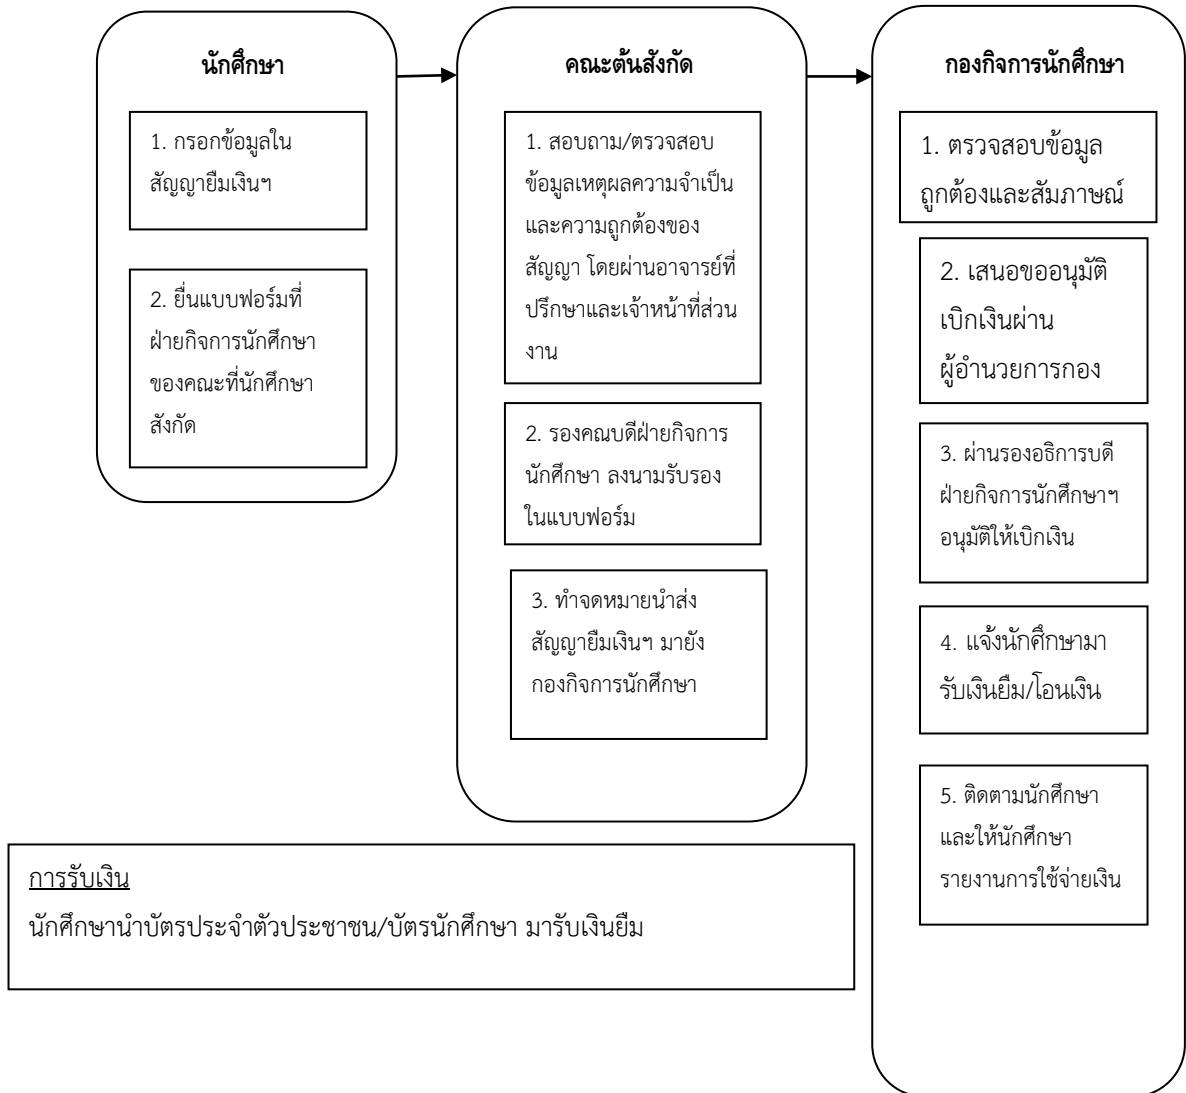 นักศึกษา
1. กรอกข้อมูลใน
สัญญายืมเงินฯ
2. ยื่นแบบฟอร์มที่
ฝ่ายกิจการนักศึกษา
ของคณะที่นักศึกษา
สังกัด
คณะต้นสังกัด
1. สอบถาม/ตรวจสอบ
ข้อมูลเหตุผลความจำเป็น
และความถูกต้องของ
สัญญา โดยผ่านอาจารย์ที่
ปรึกษาและเจ้าหน้าที่ส่วน
งาน
2. รองคณบดีฝ่ายกิจการ
นักศึกษา ลงนามรับรอง
ในแบบฟอร์ม
3. ทำจดหมายนำส่ง
สัญญายืมเงินฯ มายัง
กองกิจการนักศึกษา
กองกิจการนักศึกษา
1. ตรวจสอบข้อมูล
ถูกต้องและสัมภาษณ์
2. เสนอขออนุมัติ
เบิกเงินผ่าน
ผู้อำนวยการกอง
3. ผ่านรองอธิการบดี
ฝ่ายกิจการนักศึกษาฯ
อนุมัติให้เบิกเงิน
4. แจ้งนักศึกษามา
รับเงินยืม/โอนเงิน
5. ติดตามนักศึกษา
และให้นักศึกษา
รายงานการใช้จ่ายเงิน
การรับเงิน
นักศึกษานำบัตรประจำตัวประชาชน/บัตรนักศึกษา มารับเงินยืม